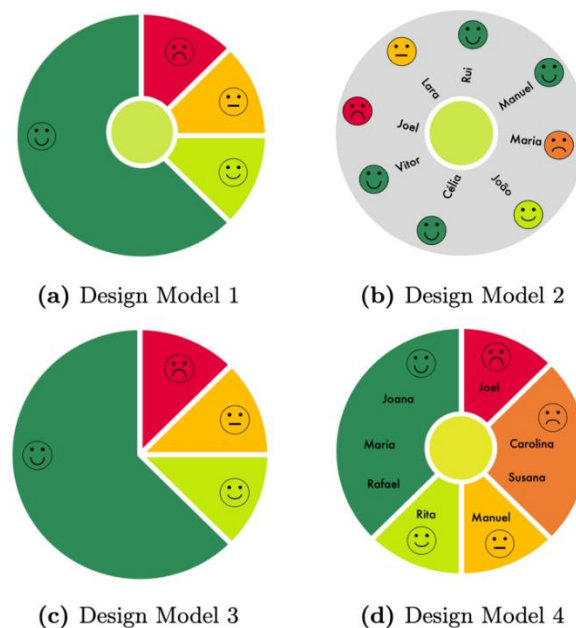 Lara
Rui
Manuel
Joel
Maria
Vitor
João
Célia
(a) Design Model 1
(b) Design Model 2
Joana
Joel
Maria
Carolina
Rafael
Susana
Rita
Manuel
(c) Design Model 3
(d) Design Model 4